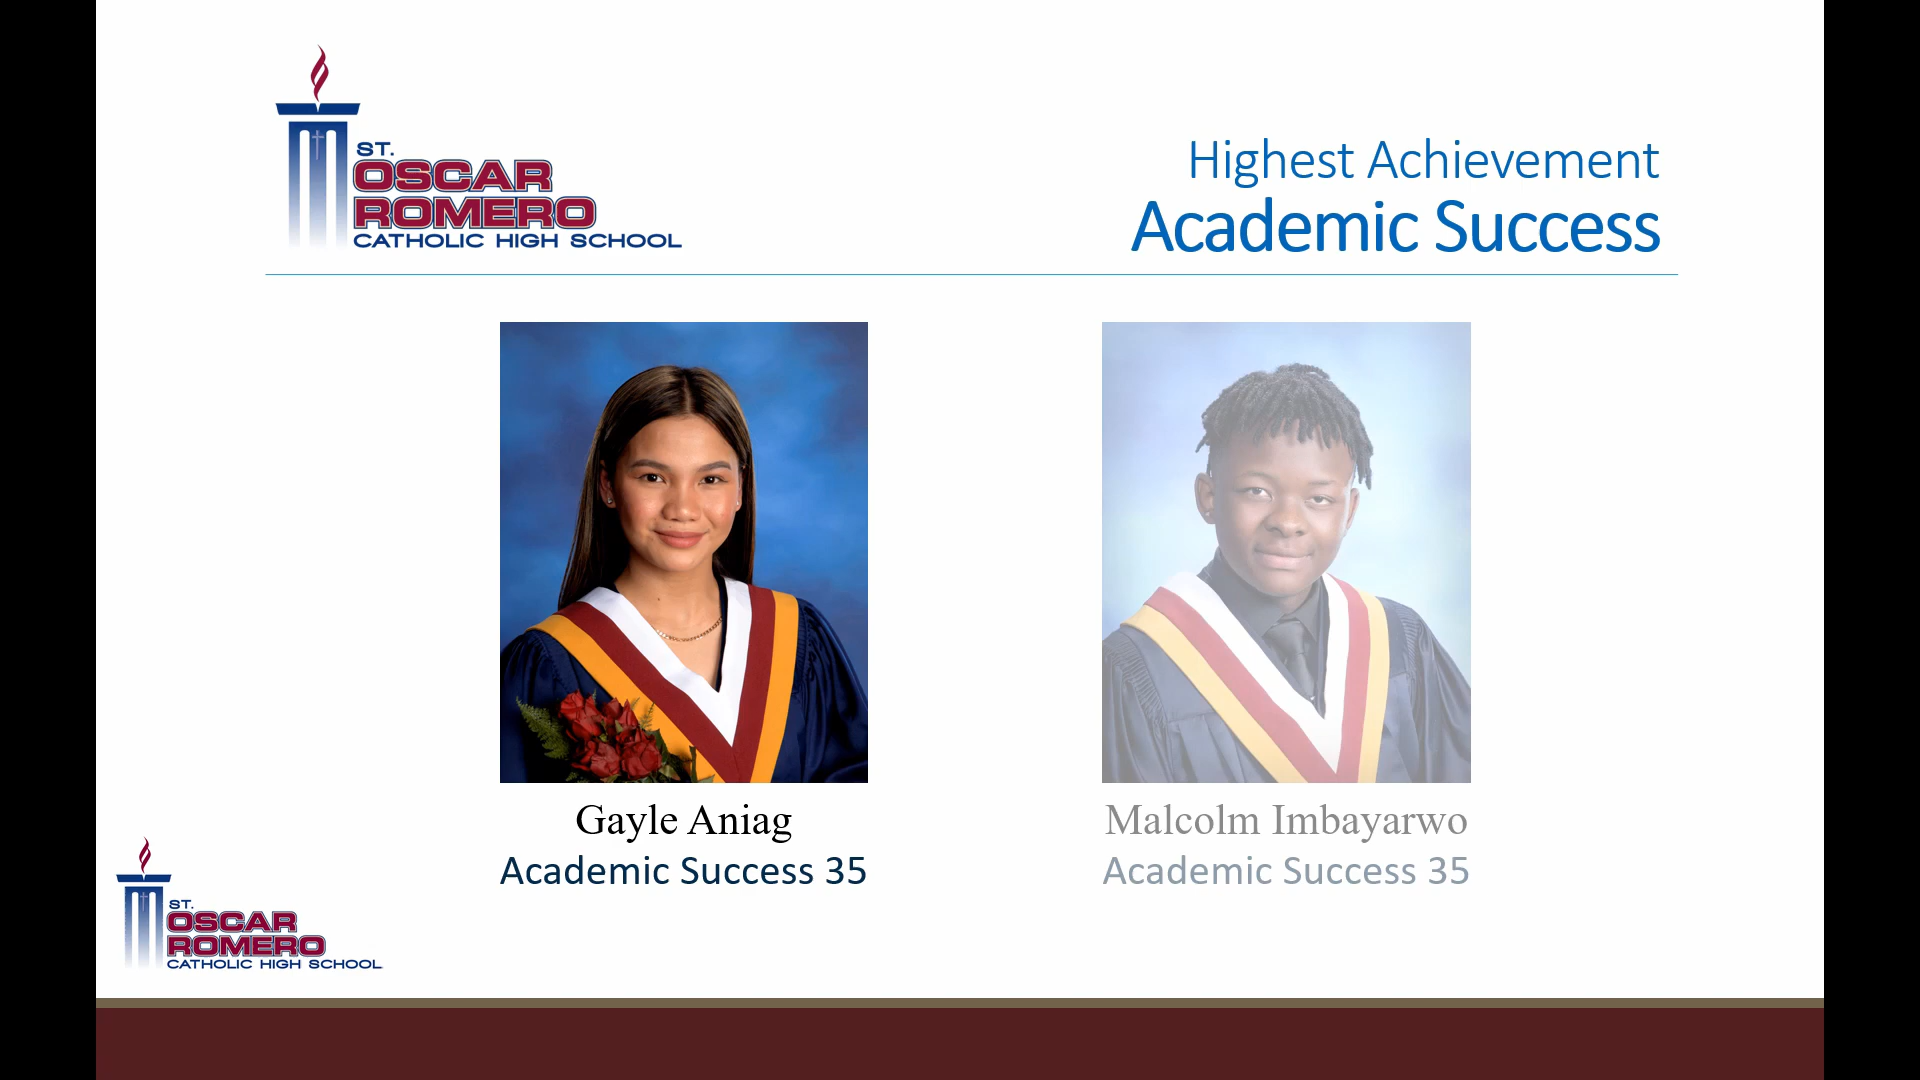 ST.
OSCAR
ROMERO
CATHOLIC HIGH SCHOOL
Highest Achievement
Academic Success
Gayle Aniag
Academic Success 35
Malcolm Imbayarwo
Academic Success 35
ST.
OSCAR
ROMERO
CATHOLIC HIGH SCHOOL